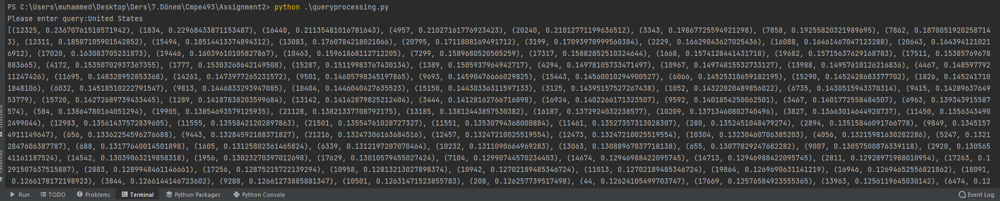 PS C:\Users\muhammed\Desktop\Ders\7.Dönem\Cmpe493\Assignment2> python .\queryprocessing.py
Please enter query:United States
[(12325, 0.23670761510571942), (1834, 0.22968433871153487), (16440, 0.21135481016781643), (4957, 0.21027161776923423), (20240, 0.21012771199636512), (3343, 0.19867725594921298), (7858, 0.19255820321989695), (7862, 0.1870051920258714
3), (12311, 0.18587105901542852), (15494, 0.18514413374894312), (13083, 0.1760784218021066), (20795, 0.1711808169491712), (3199, 0.17093970999560384), (2229, 0.16629043627025436), (16088, 0.16461467047123288), (20643, 0.164394121021
6912), (17020, 0.163083705231873), (19446, 0.16039610105827867), (10463, 0.15961868112712205), (7299, 0.1589680520505259), (17317, 0.15882852510324644), (1668, 0.1574128441431718), (19682, 0.15715637629168783), (17511, 0.15385769678
883665), (4172, 0.15350702937367355), (1777, 0.15303260642149508), (15287, 0.15119983767430134), (1389, 0.1505937964942717), (4294, 0.14978105733471497), (10967, 0.14974815532733127), (13988, 0.14957610126216836), (4467, 0.148597792
11247426), (11695, 0.148328952853368), (14261, 0.1473977265231572), (9501, 0.14605798345197865), (9693, 0.14590476666029825), (15443, 0.14560010294900527), (6066, 0.14525310659182195), (15290, 0.1452428683377702), (1826, 0.145241710
1848106), (6032, 0.14518510222791547), (9813, 0.1446833293947085), (18404, 0.1446040427635523), (15150, 0.14430336311597133), (3125, 0.14395157527267438), (1052, 0.14322820489856022), (6735, 0.1430515943370314), (9415, 0.14289637649
53779), (15720, 0.14272689739433445), (1289, 0.14187838203599684), (13142, 0.14142879825212404), (3444, 0.14128162766716898), (16924, 0.1402266171323507), (9592, 0.1401854250062501), (3467, 0.1401772558484507), (6963, 0.139343915587
574), (584, 0.13864780164051294), (19905, 0.13854693579125935), (21128, 0.13821337708772175), (13185, 0.13812443857530382), (16187, 0.1372924032238577), (10209, 0.13713460802740496), (3827, 0.13663014644920737), (11450, 0.1356343490
2499044), (12983, 0.13561437572839605), (11555, 0.13558421202897863), (21501, 0.13554761028727327), (11551, 0.13530794368000884), (11461, 0.13527357313028307), (280, 0.1352451048479274), (2894, 0.13515846091766778), (9849, 0.1345157
4911149647), (656, 0.13362254596276688), (9443, 0.13284592188371827), (21216, 0.13247306163684516), (12457, 0.13247210025519554), (12473, 0.13247210025519554), (10304, 0.13230460706385203), (4056, 0.13215981630282286), (5247, 0.1321
2847606387787), (688, 0.13177640014501898), (1605, 0.13125802361465824), (6339, 0.1312197207070464), (10232, 0.1311090664969283), (13063, 0.13088967037718138), (655, 0.13077829247682282), (9007, 0.13057500876339118), (2920, 0.13056
41161187524), (14542, 0.13039063219858318), (1956, 0.13023270397012698), (17629, 0.13010579455027424), (7104, 0.12990744570234403), (14674, 0.12946988422095745), (14713, 0.12946988422095745), (2811, 0.12928971988010954), (17263, 0.1
291507637515887), (2883, 0.1289948461146661), (17256, 0.12875215722139294), (10958, 0.12813213027898374), (10942, 0.12702189485346724), (11013, 0.12702189485346724), (19864, 0.1269690631141219), (16946, 0.12694652556821862), (18091,
0.1266178172198923), (3844, 0.1266144146723602), (9288, 0.12661273885881347), (10501, 0.12631471523855783), (208, 0.126257739517498), (44, 0.12624105499703747), (17669, 0.12576584923555365), (13963, 0.1256119645030142), (6474, 0.12
Structure
Favorites
Run TODO Problems Terminal Python Packages Python Console Event Log